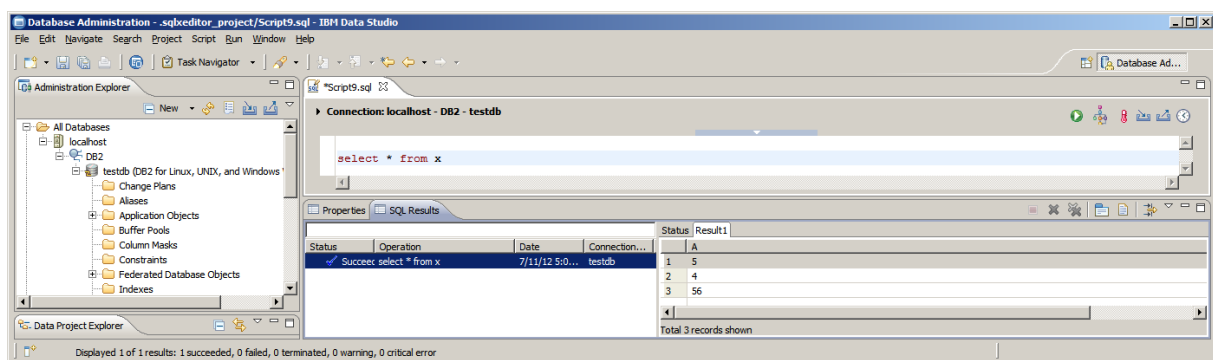 Database Administration - .sqlxeditor_project/Script9.sql - IBM Data Studio
File Edit Navigate Search Project Script Run Window Help
Task Navigator
Database Ad...
Administration Explorer
New
All Databases
localhost
DB2
testdb (DB2 for Linux, UNIX, and Windows
Change Plans
Aliases
Application Objects
Buffer Pools
Column Masks
Constraints
Federated Database Objects
Indexes
Data Project Explorer
*Script9.sql
Connection: localhost - DB2 - testdb
select * from x
Properties SQL Results
Status Operation Date Connection...
Succeec select * from x 7/11/12 5:0... testdb
Status Result1
A
1 5
2 4
3 56
Total 3 records shown
Displayed 1 of 1 results: 1 succeeded, 0 failed, 0 terminated, 0 warning, 0 critical error